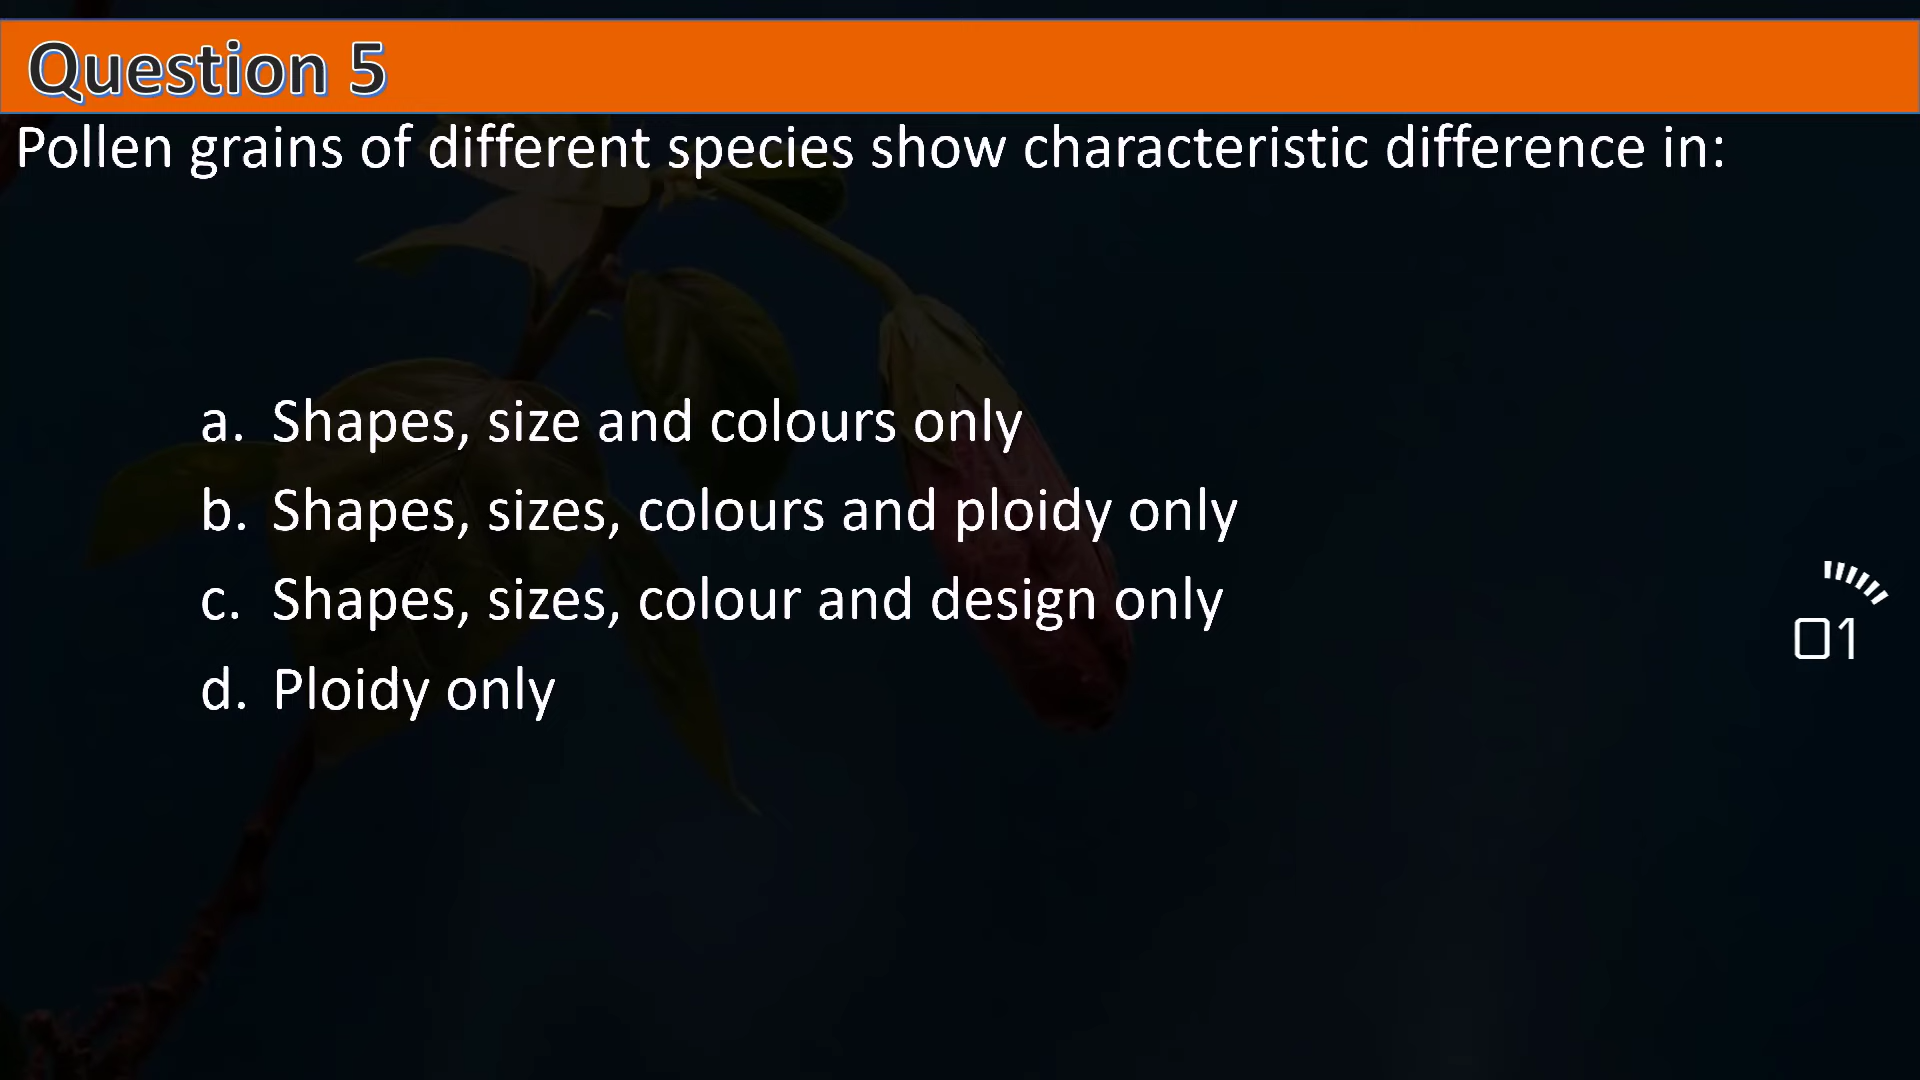 Question 5
Pollen grains of different species show characteristic difference in:
a. Shapes, size and colours only
b. Shapes, sizes, colours and ploidy only
c. Shapes, sizes, colour and design only
d. Ploidy only
01